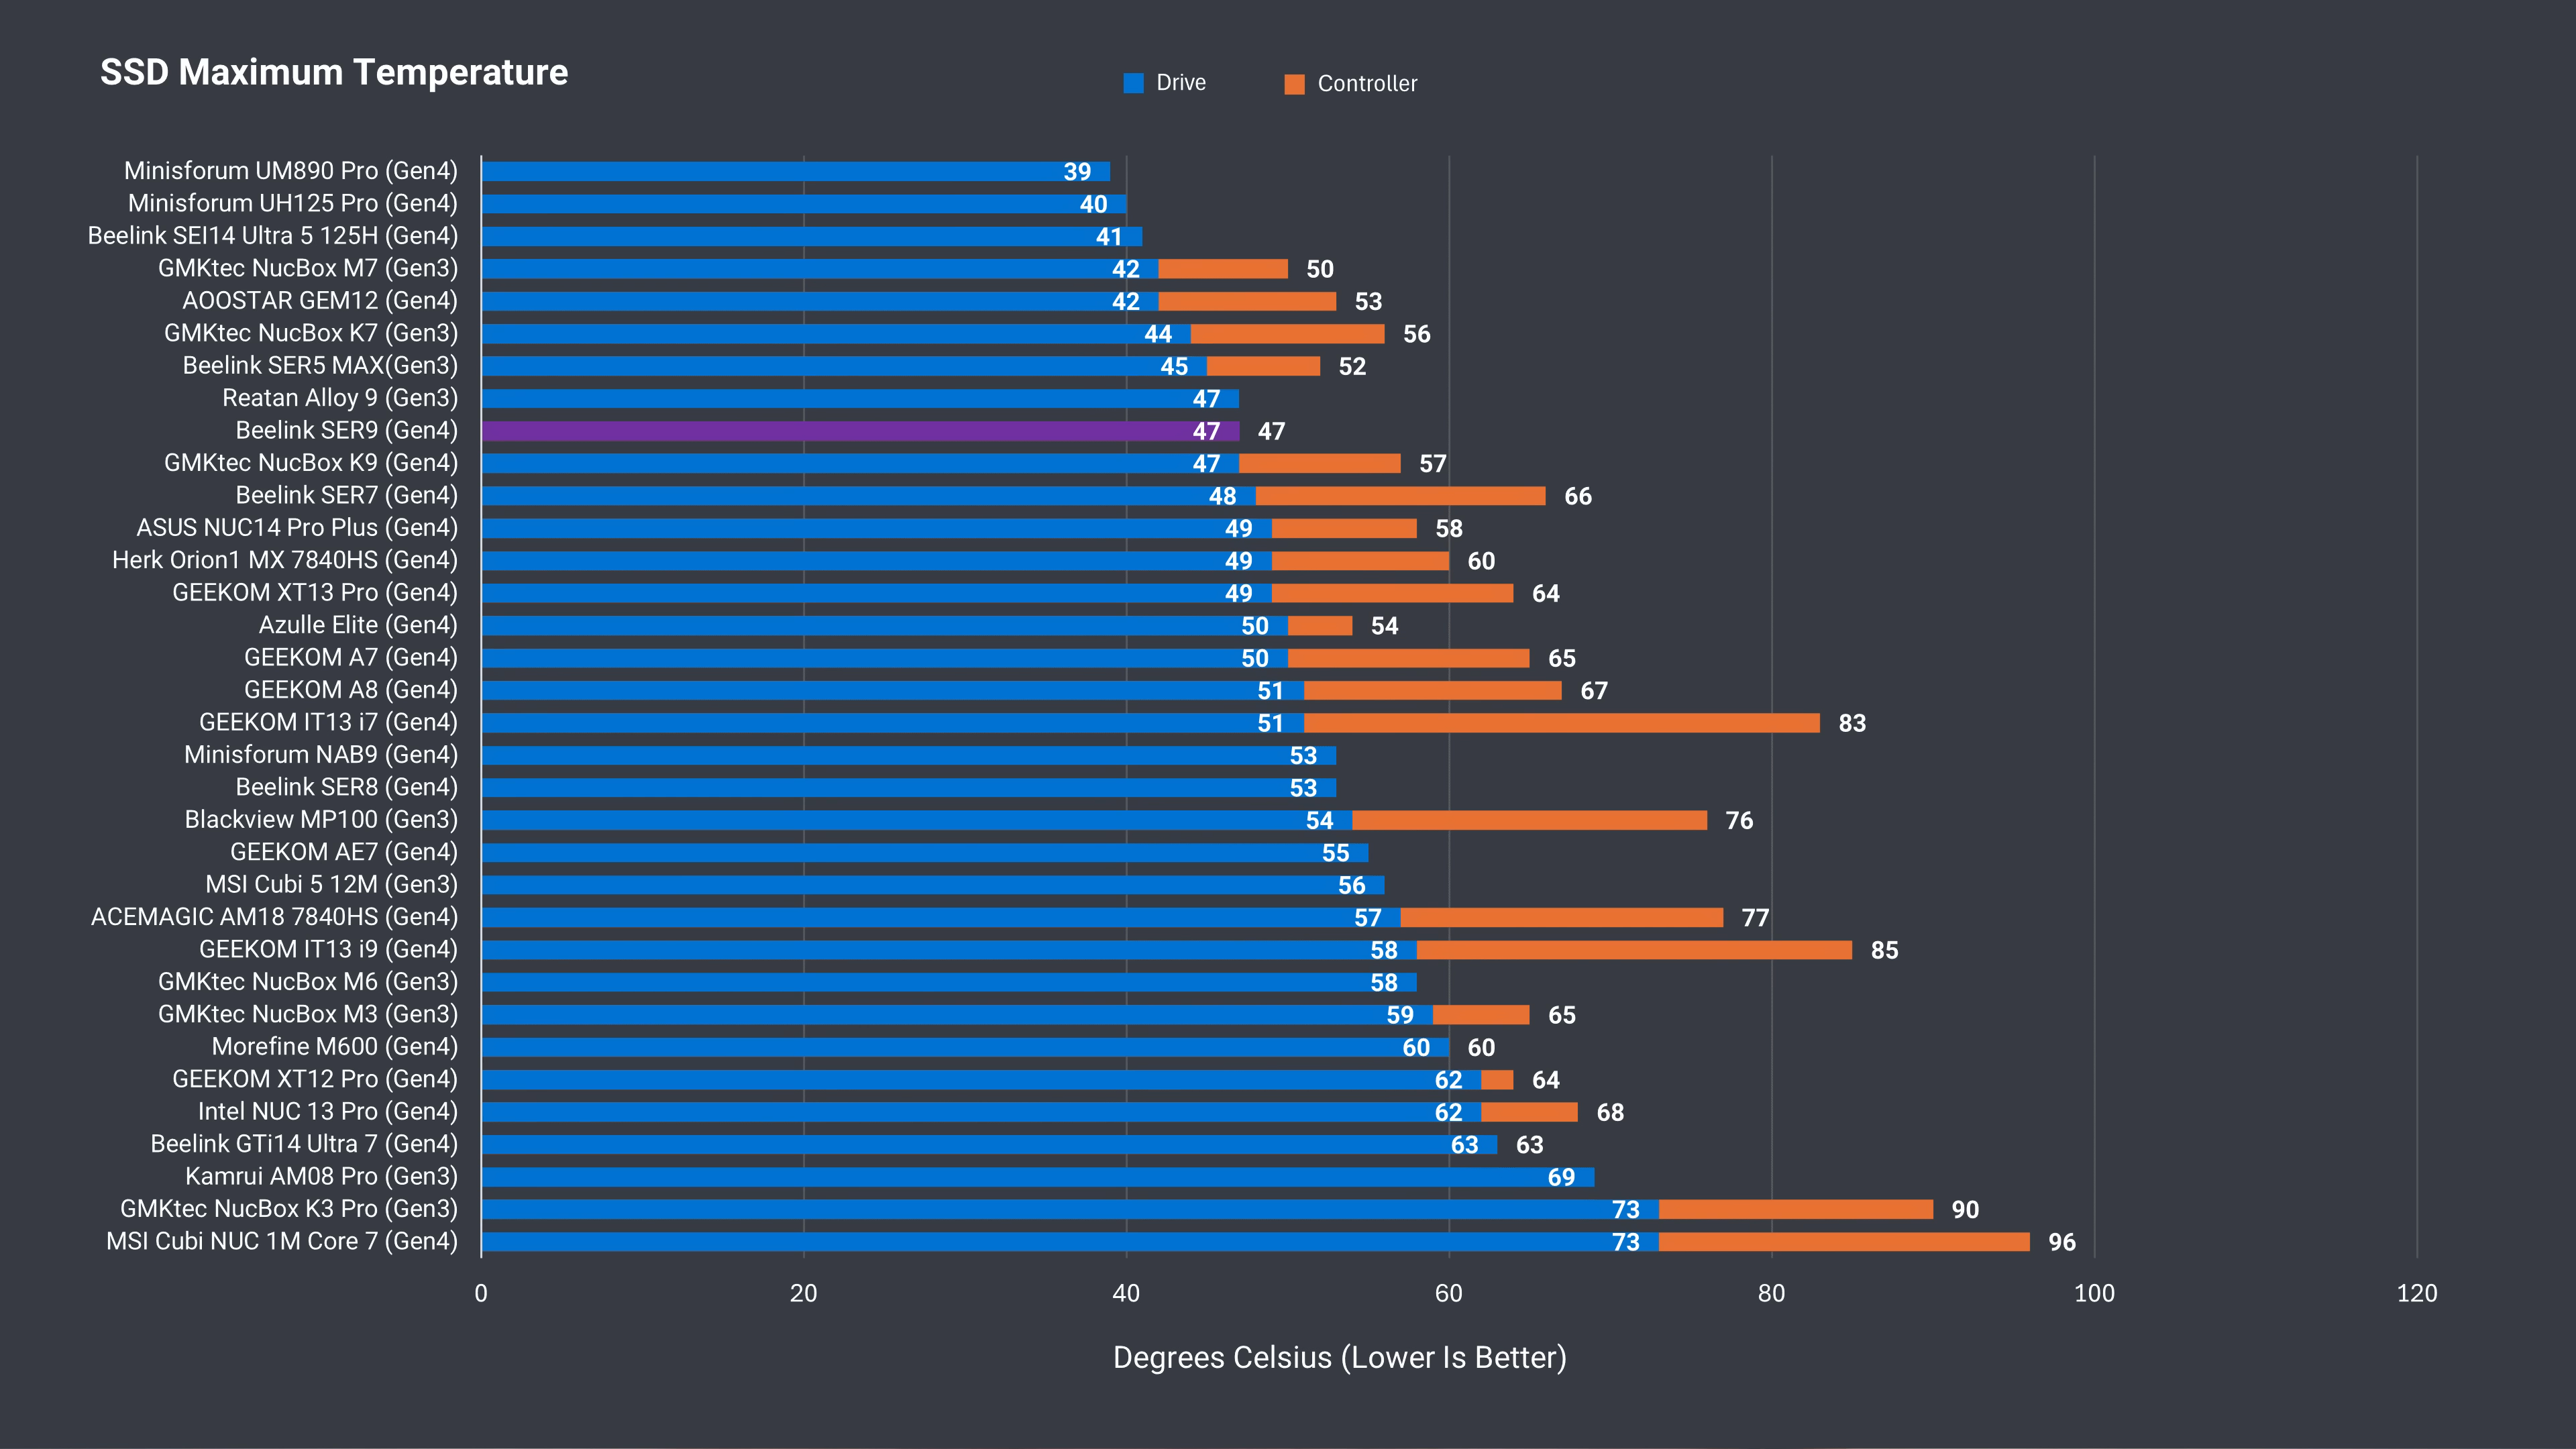 SSD Maximum Temperature
Drive Controller
Minisforum UM890 Pro (Gen4) 39
Minisforum UH125 Pro (Gen4) 40
Beelink SEI14 Ultra 5 125H (Gen4) 41
GMKtec NucBox M7 (Gen3) 42 50
AOOSTAR GEM12 (Gen4) 42 53
GMKtec NucBox K7 (Gen3) 44 56
Beelink SER5 MAX(Gen3) 45 52
Reatan Alloy 9 (Gen3) 47
Beelink SER9 (Gen4) 47 47
GMKtec NucBox K9 (Gen4) 47 57
Beelink SER7 (Gen4) 48 66
ASUS NUC14 Pro Plus (Gen4) 49 58
Herk Orion1 MX 7840HS (Gen4) 49 60
GEEKOM XT13 Pro (Gen4) 49 64
Azulle Elite (Gen4) 50 54
GEEKOM A7 (Gen4) 50 65
GEEKOM A8 (Gen4) 51 67
GEEKOM IT13 i7 (Gen4) 51 83
Minisforum NAB9 (Gen4) 53
Beelink SER8 (Gen4) 53
Blackview MP100 (Gen3) 54 76
GEEKOM AE7 (Gen4) 55
MSI Cubi 5 12M (Gen3) 56
ACEMAGIC AM18 7840HS (Gen4) 57 77
GEEKOM IT13 i9 (Gen4) 58 85
GMKtec NucBox M6 (Gen3) 58
GMKtec NucBox M3 (Gen3) 59 65
Morefine M600 (Gen4) 60 60
GEEKOM XT12 Pro (Gen4) 62 64
Intel NUC 13 Pro (Gen4) 62 68
Beelink GTi14 Ultra 7 (Gen4) 63 63
Kamrui AM08 Pro (Gen3) 69
GMKtec NucBox K3 Pro (Gen3) 73 90
MSI Cubi NUC 1M Core 7 (Gen4) 73 96
0 20 40 60 80 100 120
Degrees Celsius (Lower Is Better)